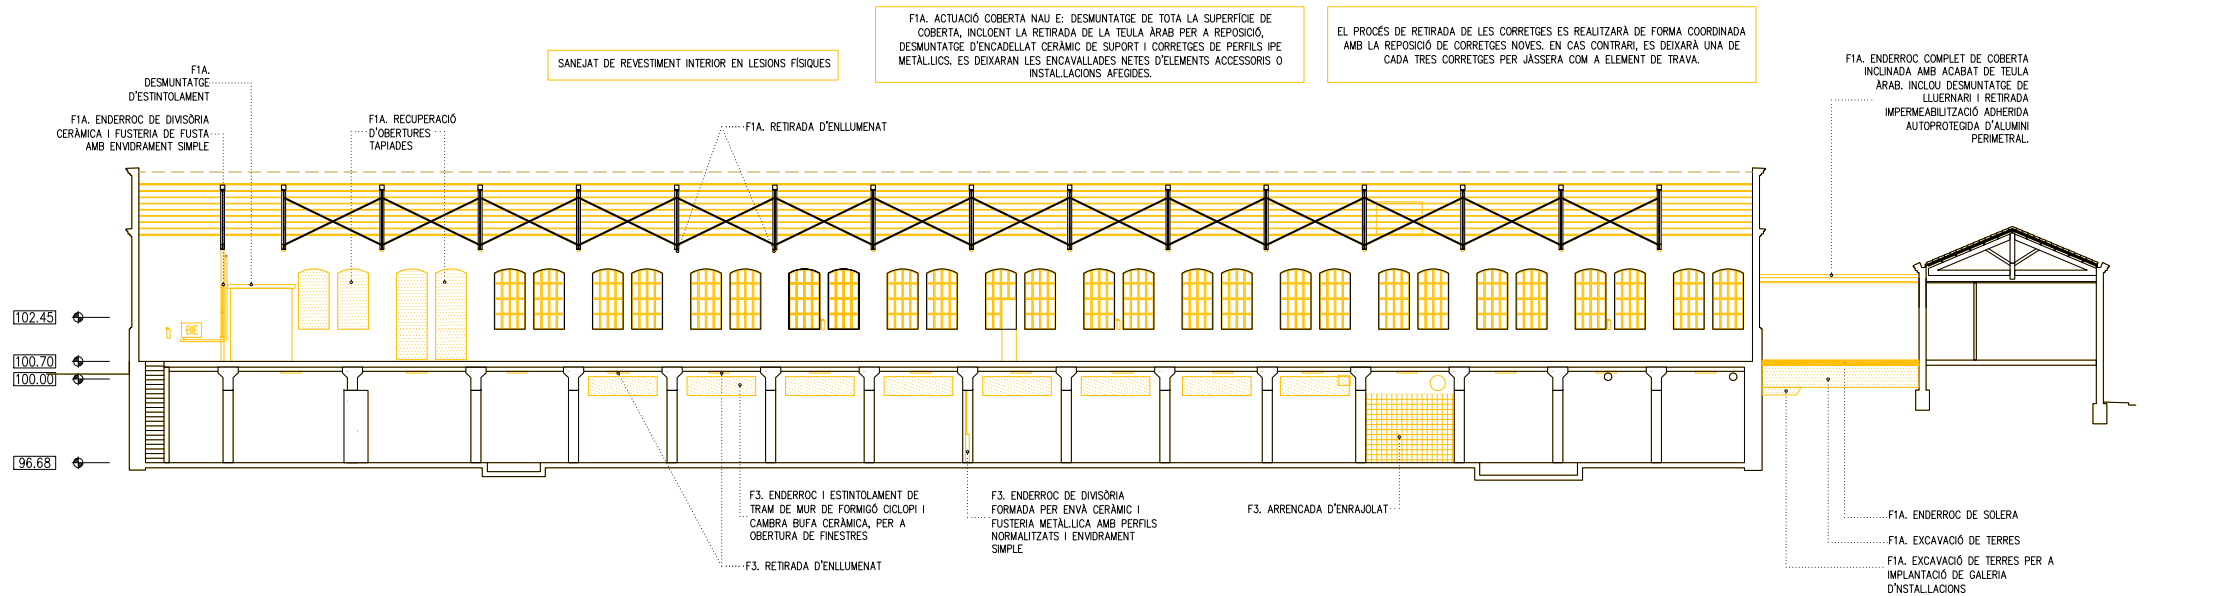 F1A. ACTUACIÓ COBERTA NAU E: DESMUNTATGE DE TOTA LA SUPERFÍCIE DE
COBERTA, INCLOENT LA RETIRADA DE LA TEULA ÀRAB PER A REPOSICIÓ,
DESMUNTATGE D'ENCADELLAT CERÀMIC DE SUPORT I CORRETGES DE PERFILS IPE
METÀL.LICS. ES DEIXARAN LES ENCAVALLADES NETES D'ELEMENTS ACCESSORIS O
INSTAL.LACIONS AFEGIDES.
EL PROCÉS DE RETIRADA DE LES CORRETGES ES REALITZARÀ DE FORMA COORDINADA
AMB LA REPOSICIÓ DE CORRETGES NOVES. EN CAS CONTRARI, ES DEIXARÀ UNA DE
CADA TRES CORRETGES PER JÀSSERA COM A ELEMENT DE TRAVA.
SANEJAT DE REVESTIMENT INTERIOR EN LESIONS FÍSIQUES
F1A.
DESMUNTATGE
D'ESTINTOLAMENT
F1A. ENDERROC DE DIVISÒRIA
CERÀMICA I FUSTERIA DE FUSTA
AMB ENVIDRAMENT SIMPLE
F1A. RECUPERACIÓ
D'OBERTURES
TAPIADES
F1A. RETIRADA D'ENLLUMENAT
F1A. ENDERROC COMPLET DE COBERTA
INCLINADA AMB ACABAT DE TEULA
ÀRAB. INCLOU DESMUNTATGE DE
LLUERNARI I RETIRADA
IMPERMEABILITZACIÓ ADHERIDA
AUTOPROTEGIDA D'ALUMINI
PERIMETRAL.
BIE
102.45
100.70
100.00
96.68
F3. ENDERROC I ESTINTOLAMENT DE
TRAM DE MUR DE FORMIGÓ CICLOPI I
CAMBRA BUFA CERÀMICA, PER A
OBERTURA DE FINESTRES
F3. RETIRADA D'ENLLUMENAT
F3. ENDERROC DE DIVISÒRIA
FORMADA PER ENVÀ CERÀMIC I
FUSTERIA METÀL.LICA AMB PERFILS
NORMALITZATS I ENVIDRAMENT
SIMPLE
F3. ARRENCADA D'ENRAJOLAT
F1A. ENDERROC DE SOLERA
F1A. EXCAVACIÓ DE TERRES
F1A. EXCAVACIÓ DE TERRES PER A
IMPLANTACIÓ DE GALERIA
D'NSTAL.LACIONS